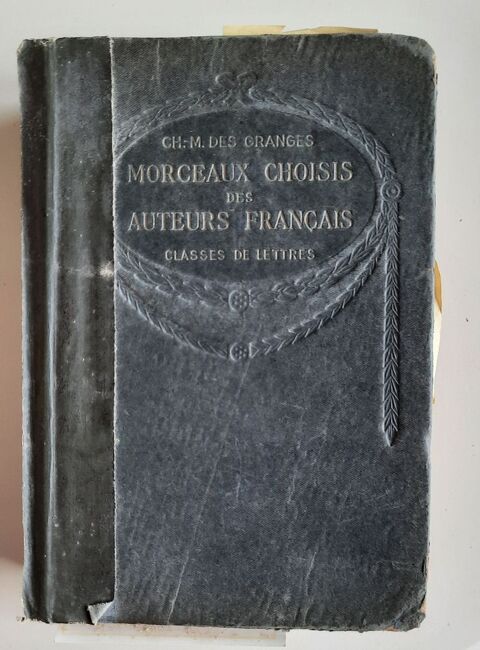 CH.-M. DES GRANGES
MORCEAUX CHOISIS
DES
AUTEURS FRANÇAIS
CLASSES DE LETTRES